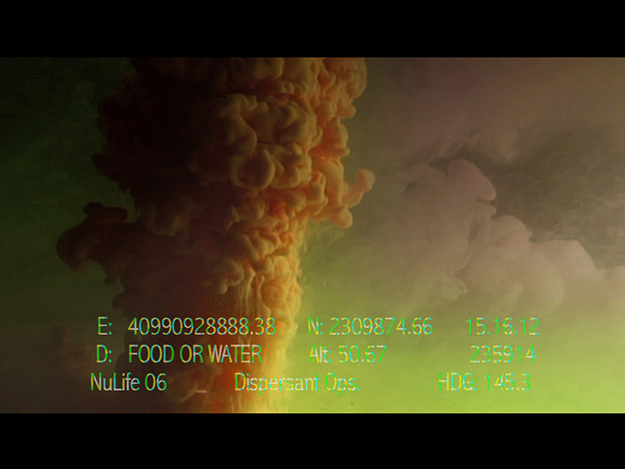 E: 40990928888.38 N: 2309874.66 15.16.12
D: FOOD OR WATER Alt: 50.67 235914
NuLife 06 Dispersant Ops. HDG: 145.3